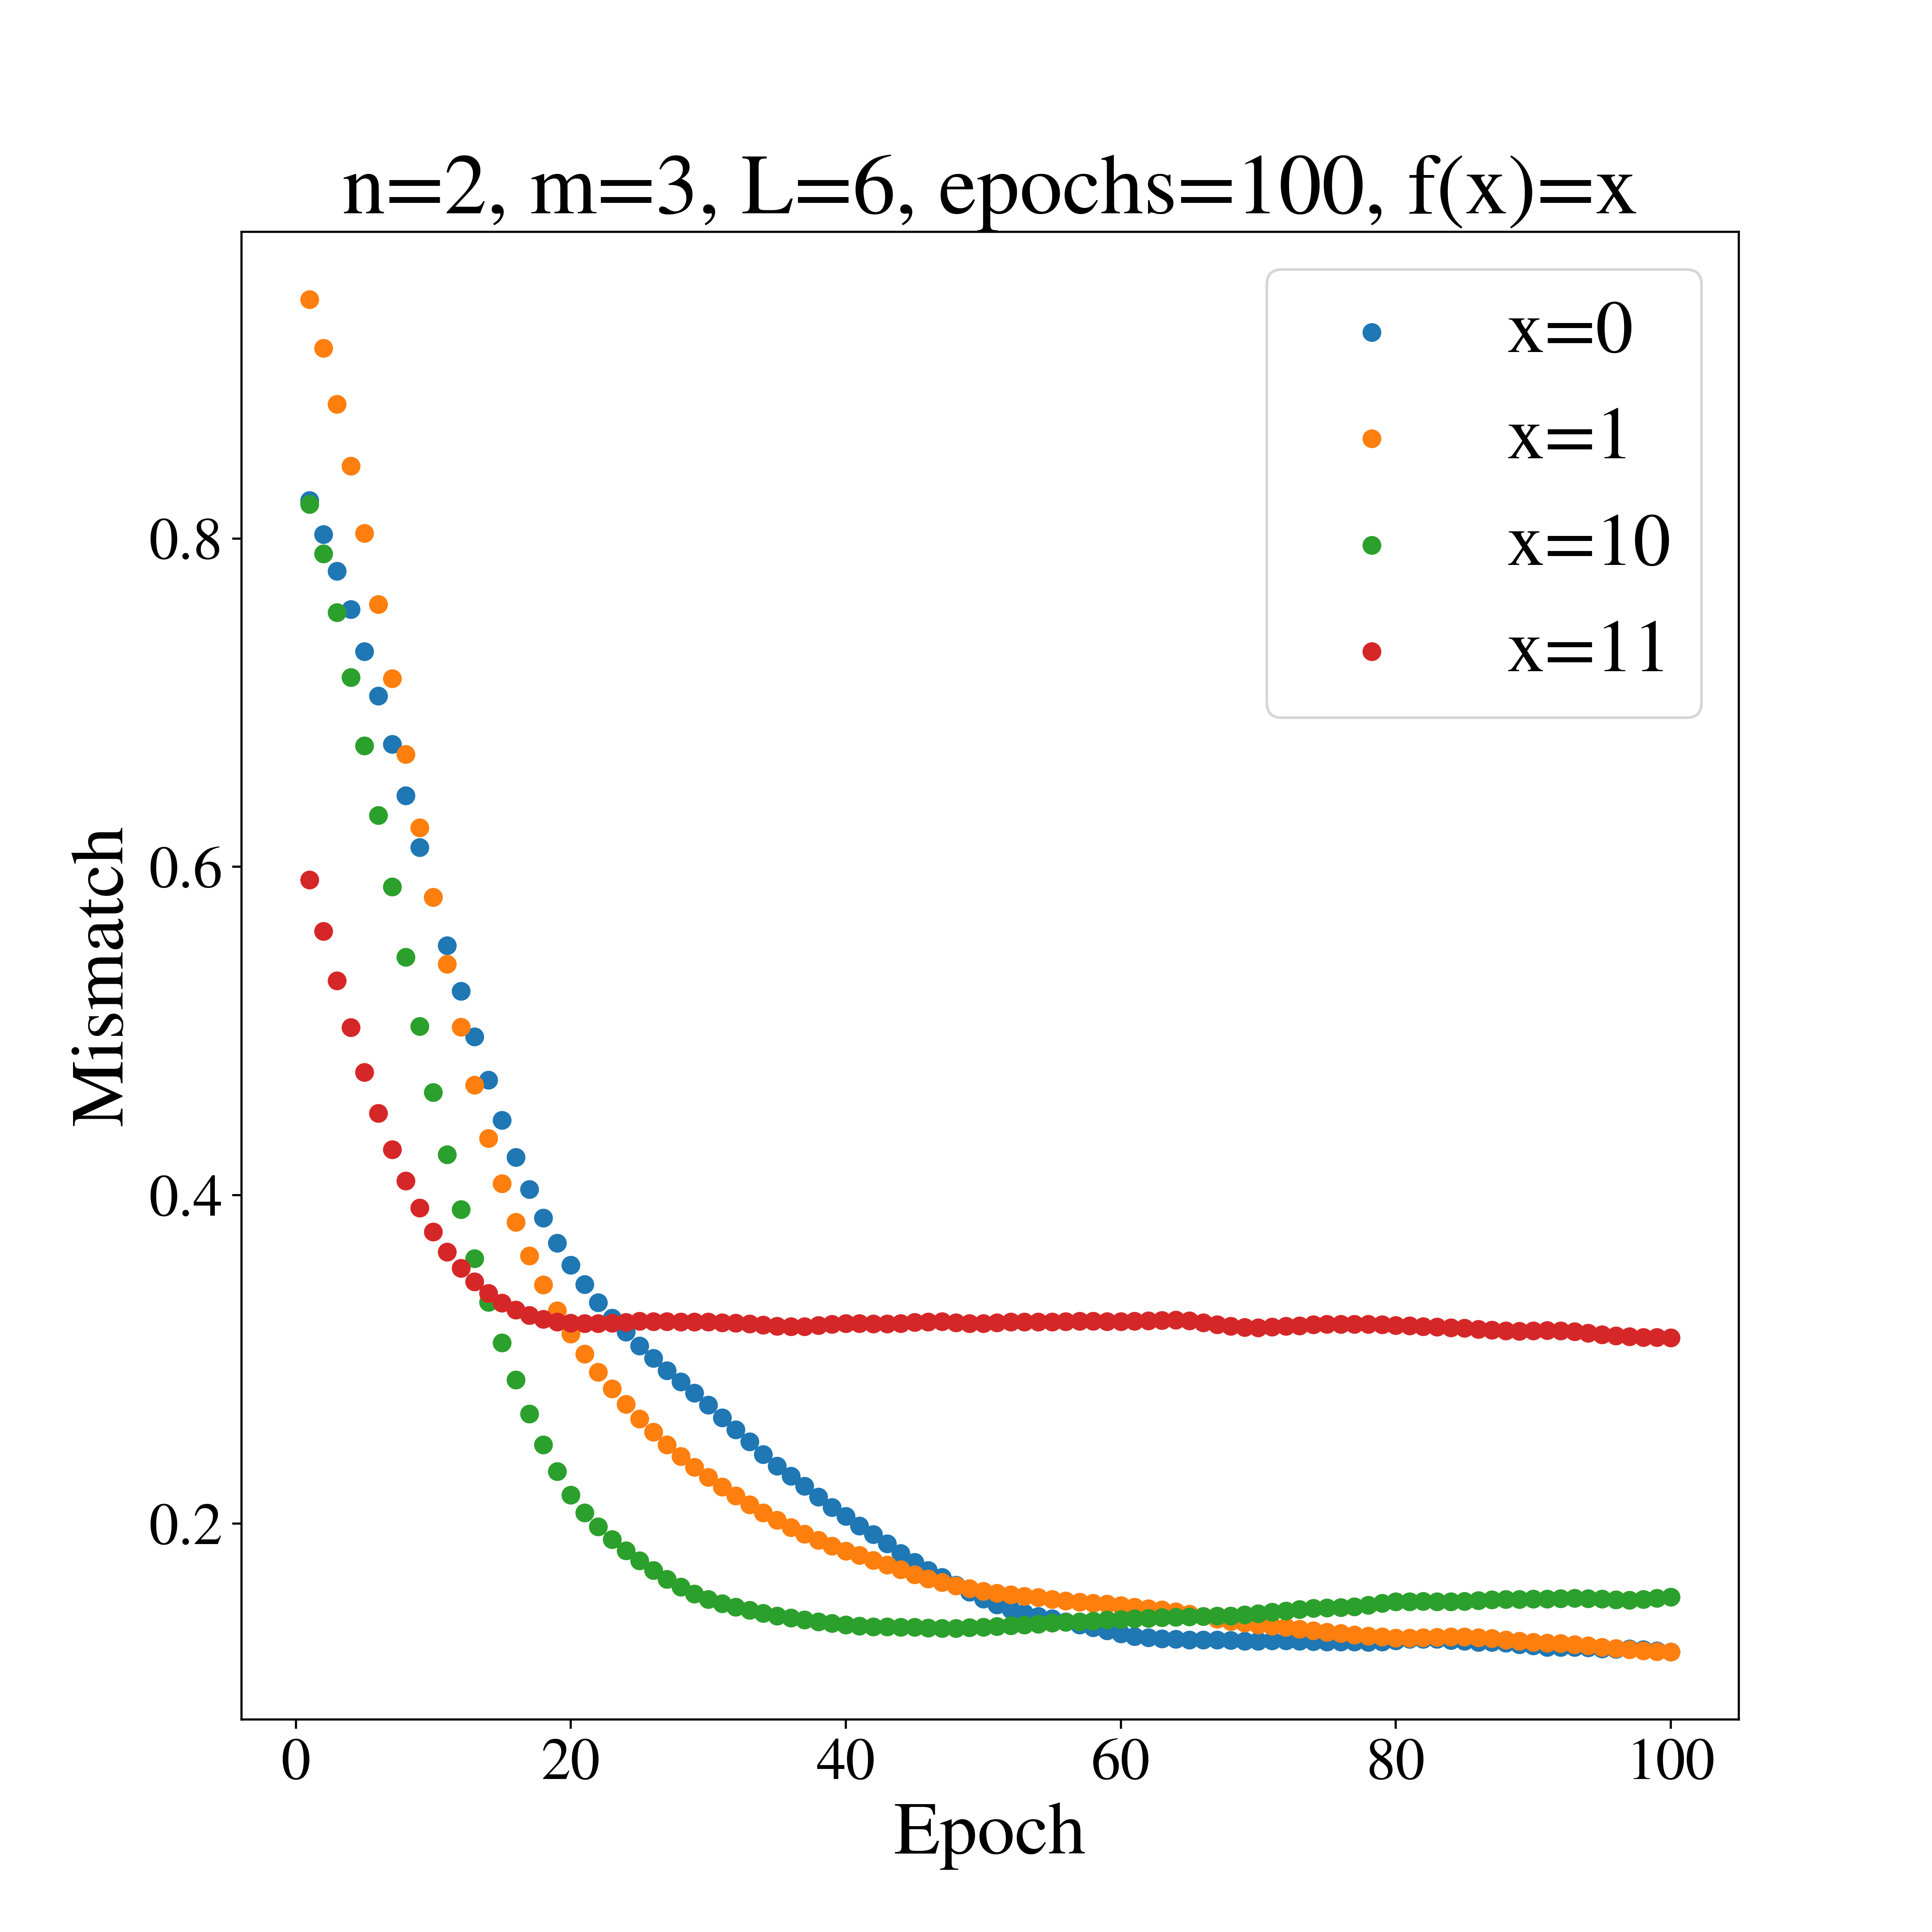 n=2, m=3, L=6. epochs=100, f(x)=x
x=0
x=1
x=10
x=11
Mismatch
0.8
0.6
0.4
0.2
0 20 40 60 80 100
Epoch